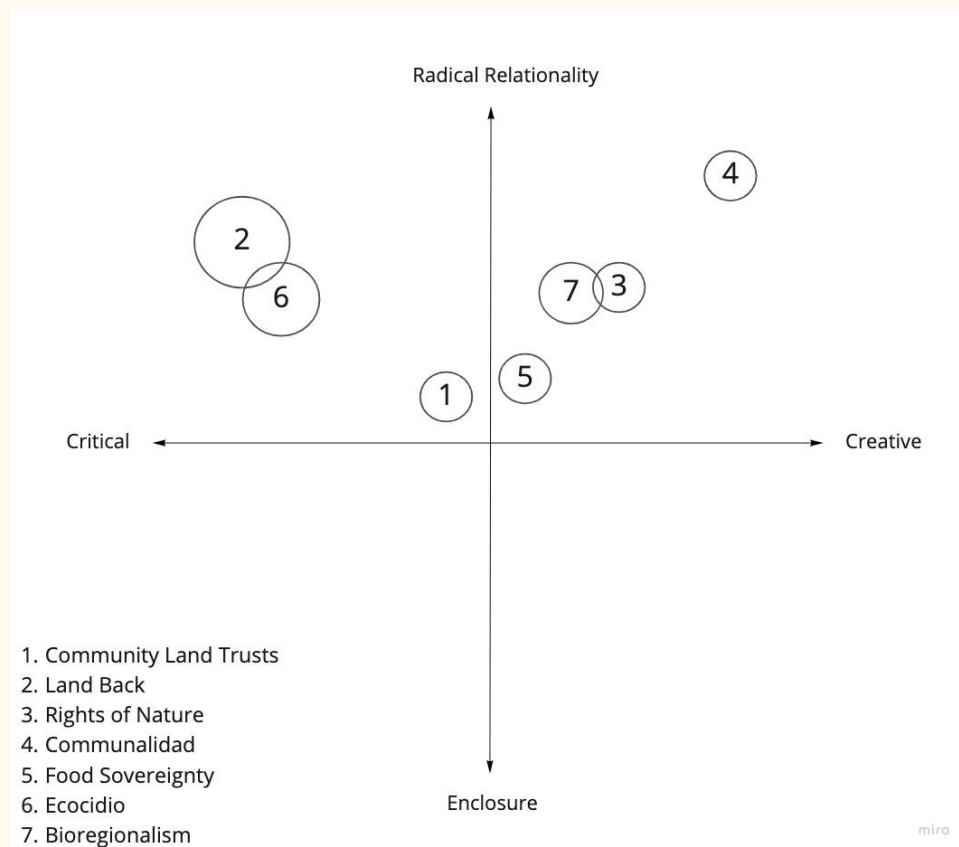 Radical Relationality
4
2
7
3
6
5
1
Critical
Creative
1. Community Land Trusts
2. Land Back
3. Rights of Nature
4. Communalidad
5. Food Sovereignty
6. Ecocidio
7. Bioregionalism
Enclosure
miro